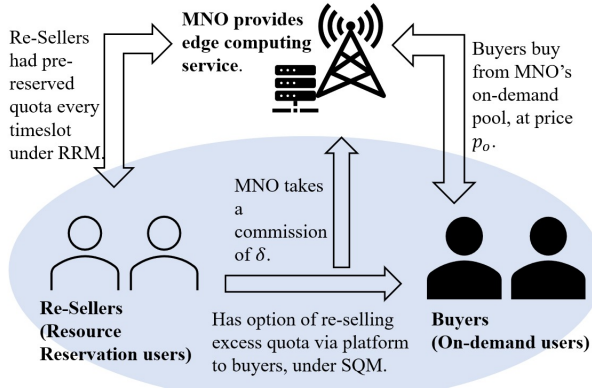 Re-Sellers
had pre-
reserved
quota every
timeslot
under RRM.
MNO provides
edge computing
service.
Buyers buy
from MNO's
on-demand
pool, at price
pₒ.
MNO takes
a
commission
of δ.
Re-Sellers
(Resource
Reservation users)
Has option of re-selling
excess quota via platform
to buyers, under SQM.
Buyers
(On-demand users)